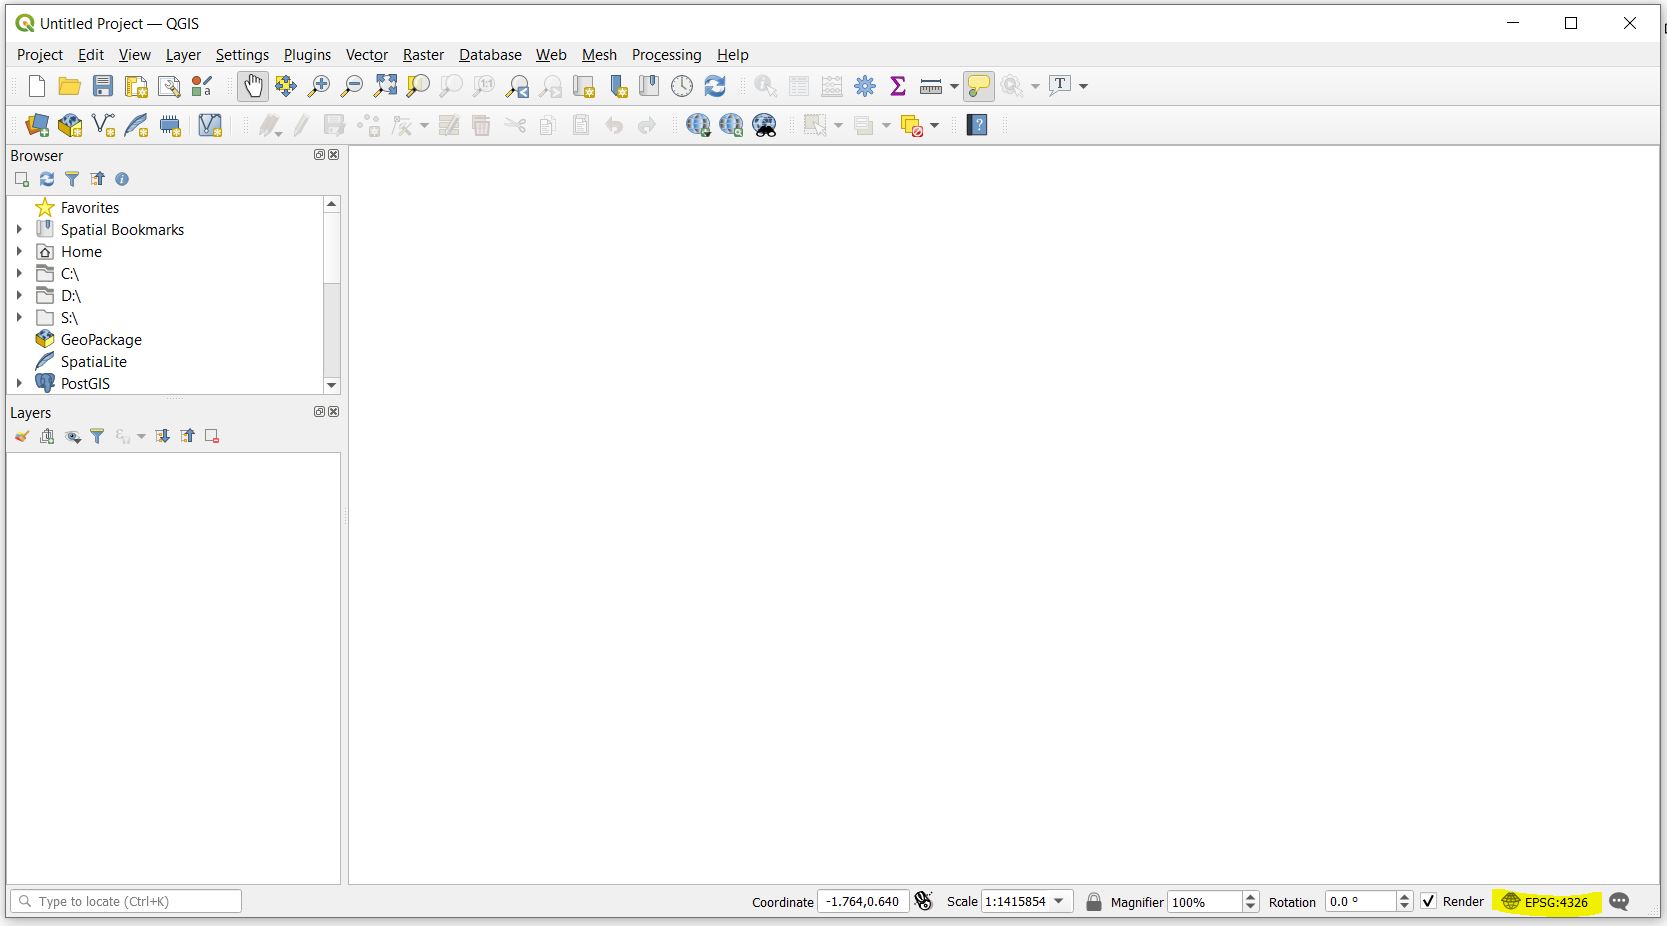 Untitled Project — QGIS
Project Edit View Layer Settings Plugins Vector Raster Database Web Mesh Processing Help
Browser
Favorites
Spatial Bookmarks
Home
C:\
D:\
S:\
GeoPackage
SpatiaLite
PostGIS
Layers
Type to locate (Ctrl+K) Coordinate -1.764,0.640 Scale 1:1415854 Magnifier 100% Rotation 0.0 ° Render EPSG:4326